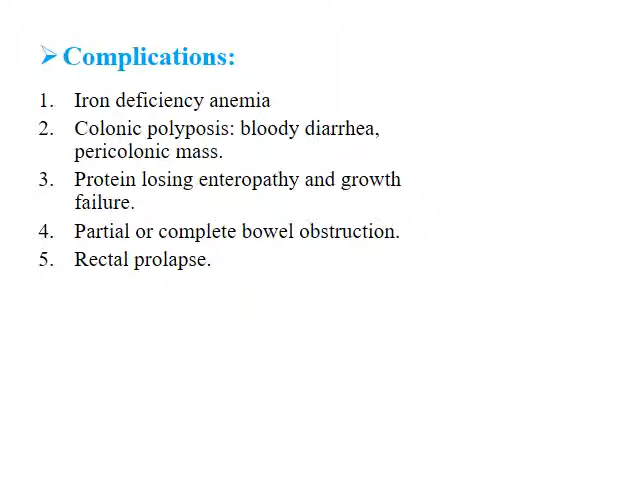 Complications:
1. Iron deficiency anemia
2. Colonic polyposis: bloody diarrhea,
pericolonic mass.
3. Protein losing enteropathy and growth
failure.
4. Partial or complete bowel obstruction.
5. Rectal prolapse.